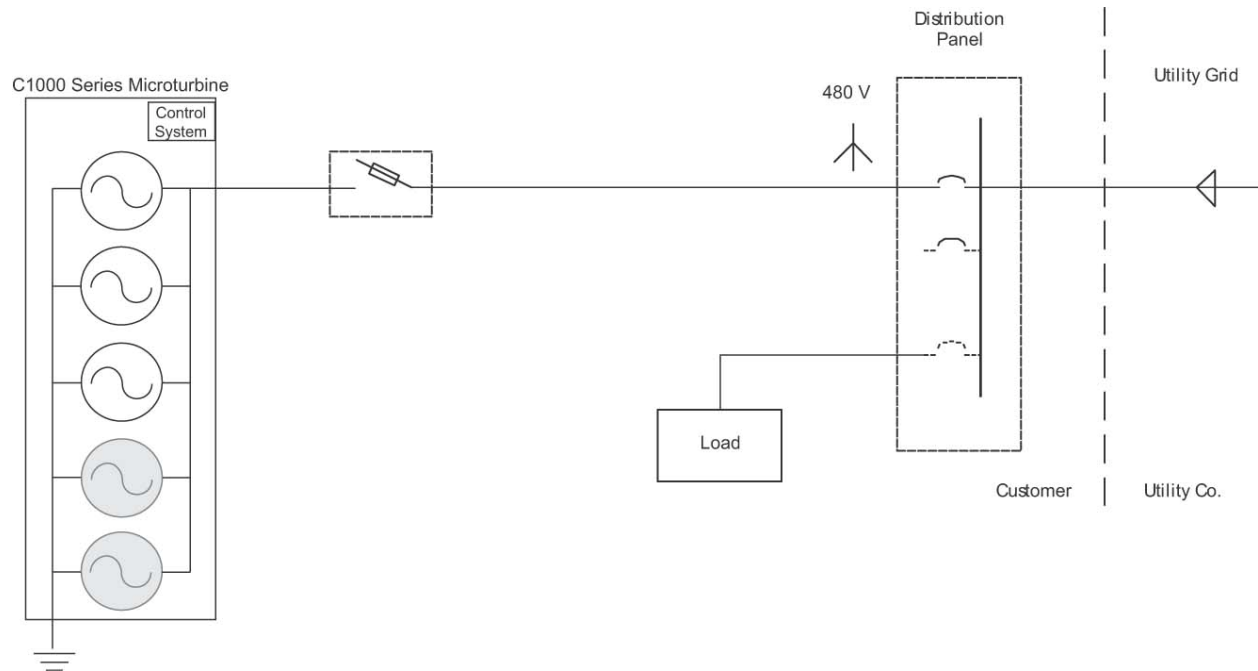 Distribution
Panel
Utility Grid
C1000 Series Microturbine
480 V
Control
System
Load
Customer
Utility Co.